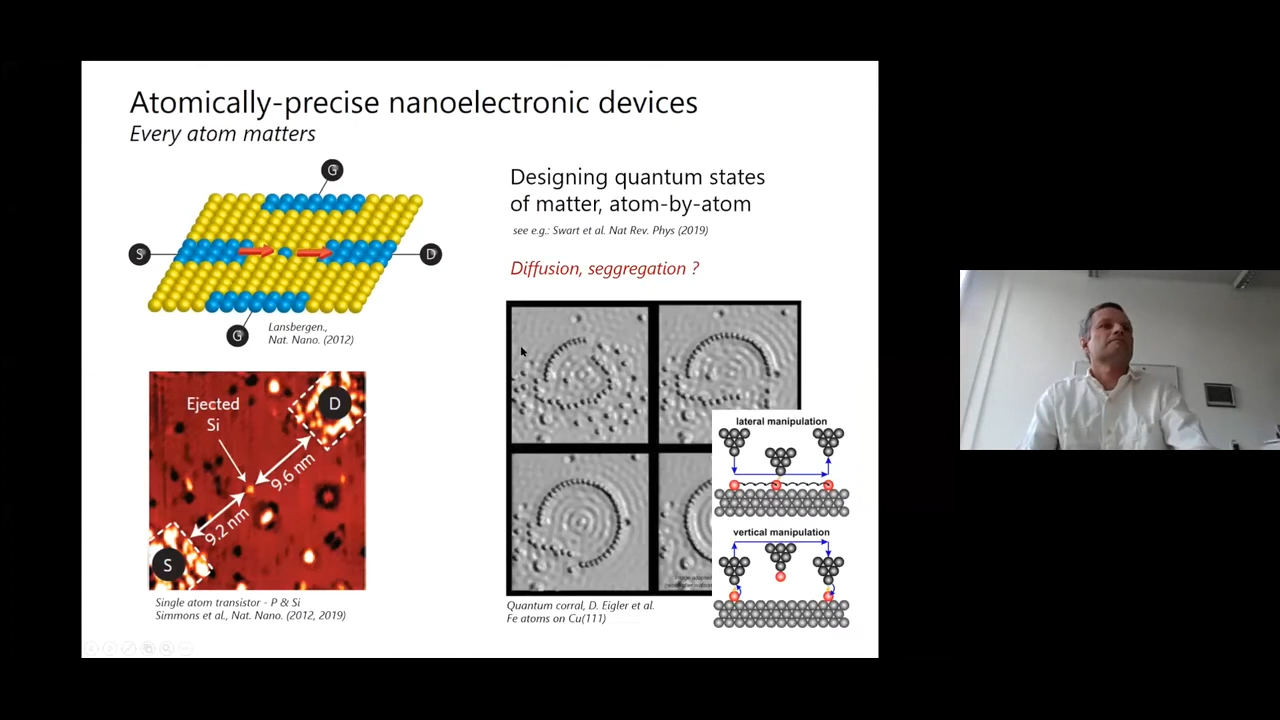 Atomically-precise nanoelectronic devices
Every atom matters
G
S
D
G
Lansbergen.,
Nat. Nano. (2012)
Ejected
Si
D
9.6 nm
9.2 nm
S
Single atom transistor - P & Si
Simmons et al., Nat. Nano. (2012, 2019)
Designing quantum states
of matter, atom-by-atom
see e.g.: Swart et al. Nat Rev. Phys (2019)
Diffusion, seggregation ?
lateral manipulation
vertical manipulation
Quantum corral, D. Eigler et al.
Fe atoms on Cu(111)